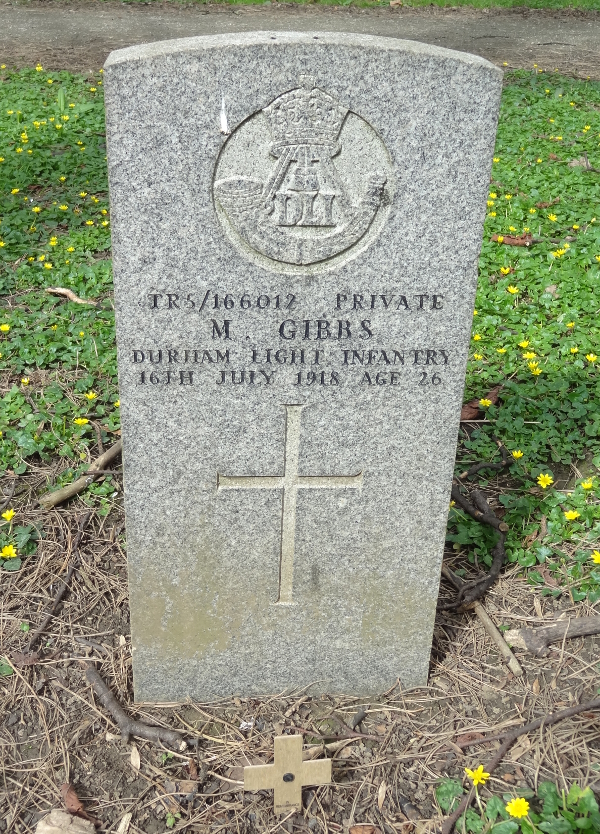 DLI
TR5/166012 PRIVATE
M. GIBBS
DURHAM LIGHT INFANTRY
16TH JULY 1918 AGE 26